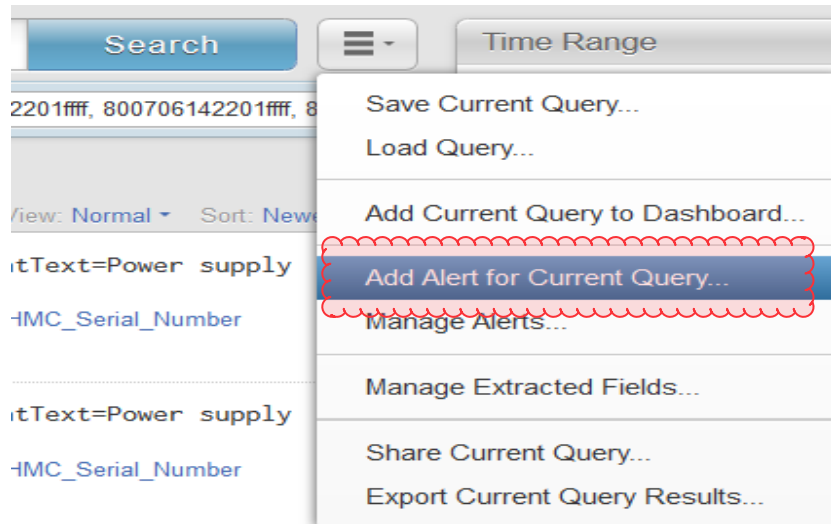 Search
Time Range
2201ffff, 800706142201ffff, 8
Save Current Query...
Load Query...
View: Normal Sort: Newe
Add Current Query to Dashboard...
ntText=Power supply
Add Alert for Current Query...
HMC_Serial_Number
Manage Alerts...
Manage Extracted Fields...
ntText=Power supply
Share Current Query...
HMC_Serial_Number
Export Current Query Results...